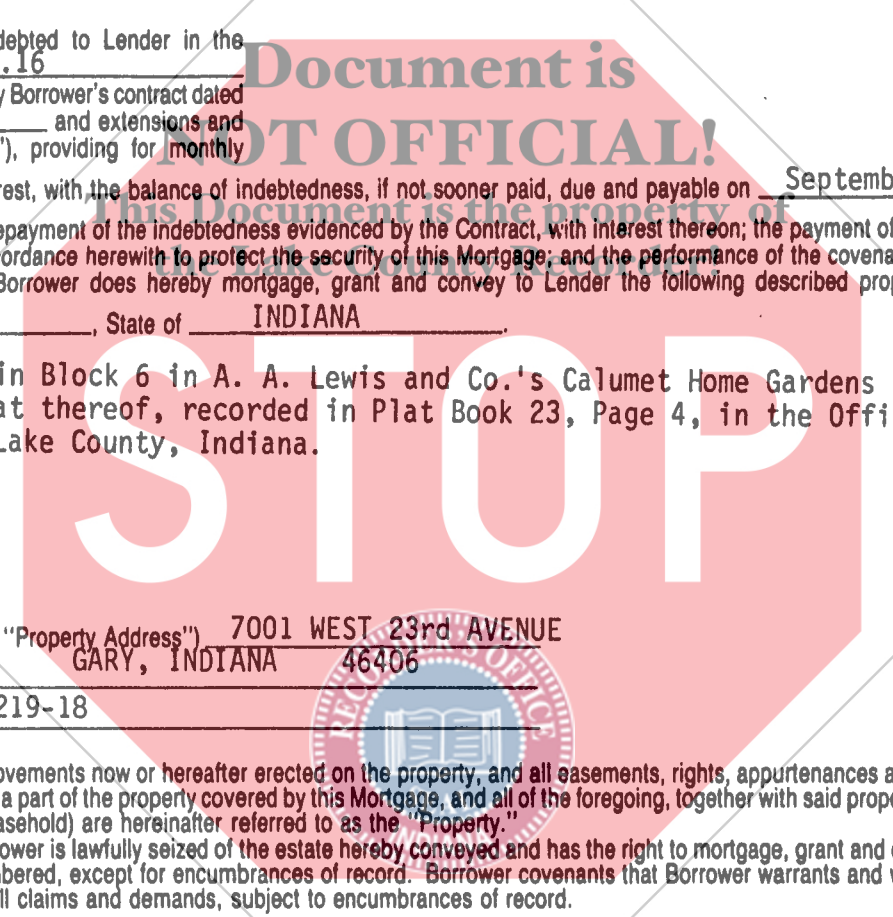 debted to Lender in the
.16
y Borrower's contract dated
and extensions and
"), providing for monthly
rest, with the balance of indebtedness, if not sooner paid, due and payable on Septemb
epayment of the indebtedness evidenced by the Contract, with interest thereon; the payment of
ordance herewith to protect the security of this Mortgage; and the performance of the covena
Borrower does hereby mortgage, grant and convey to Lender the following described prop
, State of INDIANA.
in Block 6 in A. A. Lewis and Co.'s Calumet Home Gardens
at thereof, recorded in Plat Book 23, Page 4, in the Offi
Lake County, Indiana.
"Property Address") 7001 WEST 23rd AVENUE
GARY, INDIANA 46406
219-18
ovements now or hereafter erected on the property, and all easements, rights, appurtenances a
a part of the property covered by this Mortgage, and all of the foregoing, together with said prope
asehold) are hereinafter referred to as the "Property."
ower is lawfully seized of the estate hereby conveyed and has the right to mortgage, grant and
bered, except for encumbrances of record. Borrower covenants that Borrower warrants and
ll claims and demands, subject to encumbrances of record.
Document is
NOT OFFICIAL!
This Document is the property of
the Lake County Recorder!
STOP
RECORDER'S OFFICE
INDIANA